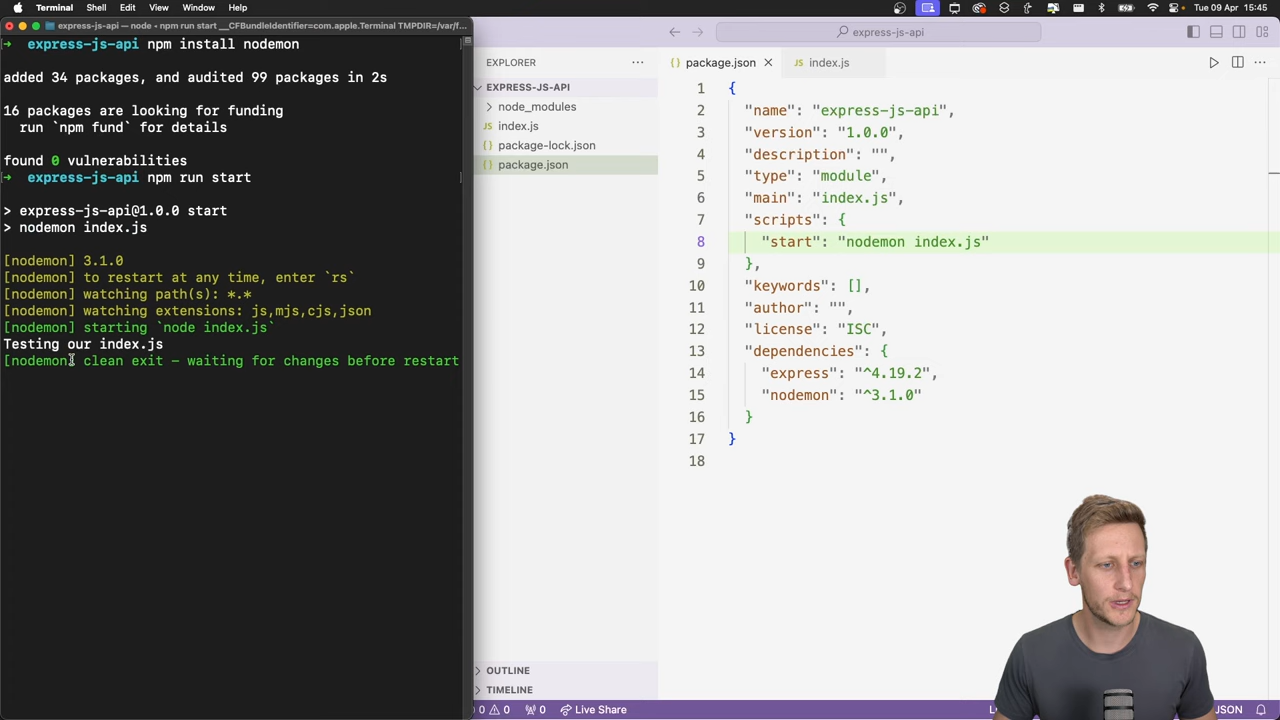 Terminal Shell Edit View Window Help
Tue 09 Apr 15:45
express-js-api — node • npm run start __CFBundleIdentifier=com.apple.Terminal TMPDIR=/var/f...
➜ express-js-api npm install nodemon
added 34 packages, and audited 99 packages in 2s
16 packages are looking for funding
run `npm fund` for details
found 0 vulnerabilities
➜ express-js-api npm run start
> express-js-api@1.0.0 start
> nodemon index.js
[nodemon] 3.1.0
[nodemon] to restart at any time, enter `rs`
[nodemon] watching path(s): *.*
[nodemon] watching extensions: js,mjs,cjs,json
[nodemon] starting `node index.js`
Testing our index.js
[nodemon] clean exit - waiting for changes before restart
express-js-api
EXPLORER
EXPRESS-JS-API
node_modules
JS index.js
{} package-lock.json
{} package.json
OUTLINE
TIMELINE
{} package.json
JS index.js
1 {
2 "name": "express-js-api",
3 "version": "1.0.0",
4 "description": "",
5 "type": "module",
6 "main": "index.js",
7 "scripts": {
8 "start": "nodemon index.js"
9 },
10 "keywords": [],
11 "author": "",
12 "license": "ISC",
13 "dependencies": {
14 "express": "^4.19.2",
15 "nodemon": "^3.1.0"
16 }
17 }
18
0 0 0 Live Share
JSON